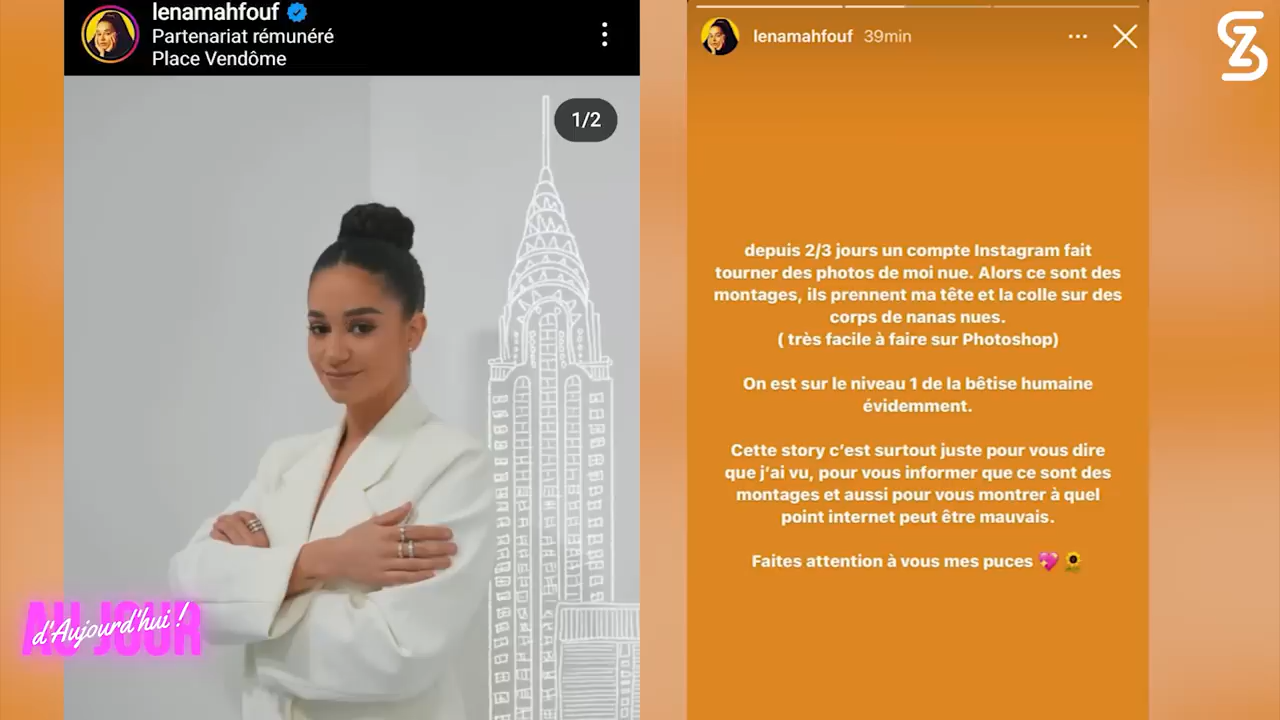 lenamahfouf
Partenariat rémunéré
Place Vendôme
1/2
lenamahfouf 39min
depuis 2/3 jours un compte Instagram fait
tourner des photos de moi nue. Alors ce sont des
montages, ils prennent ma tête et la colle sur des
corps de nanas nues.
( très facile à faire sur Photoshop)
On est sur le niveau 1 de la bêtise humaine
évidemment.
Cette story c’est surtout juste pour vous dire
que j’ai vu, pour vous informer que ce sont des
montages et aussi pour vous montrer à quel
point internet peut être mauvais.
Faites attention à vous mes puces 💖 🌻
AU JOUR
d'Aujourd'hui !